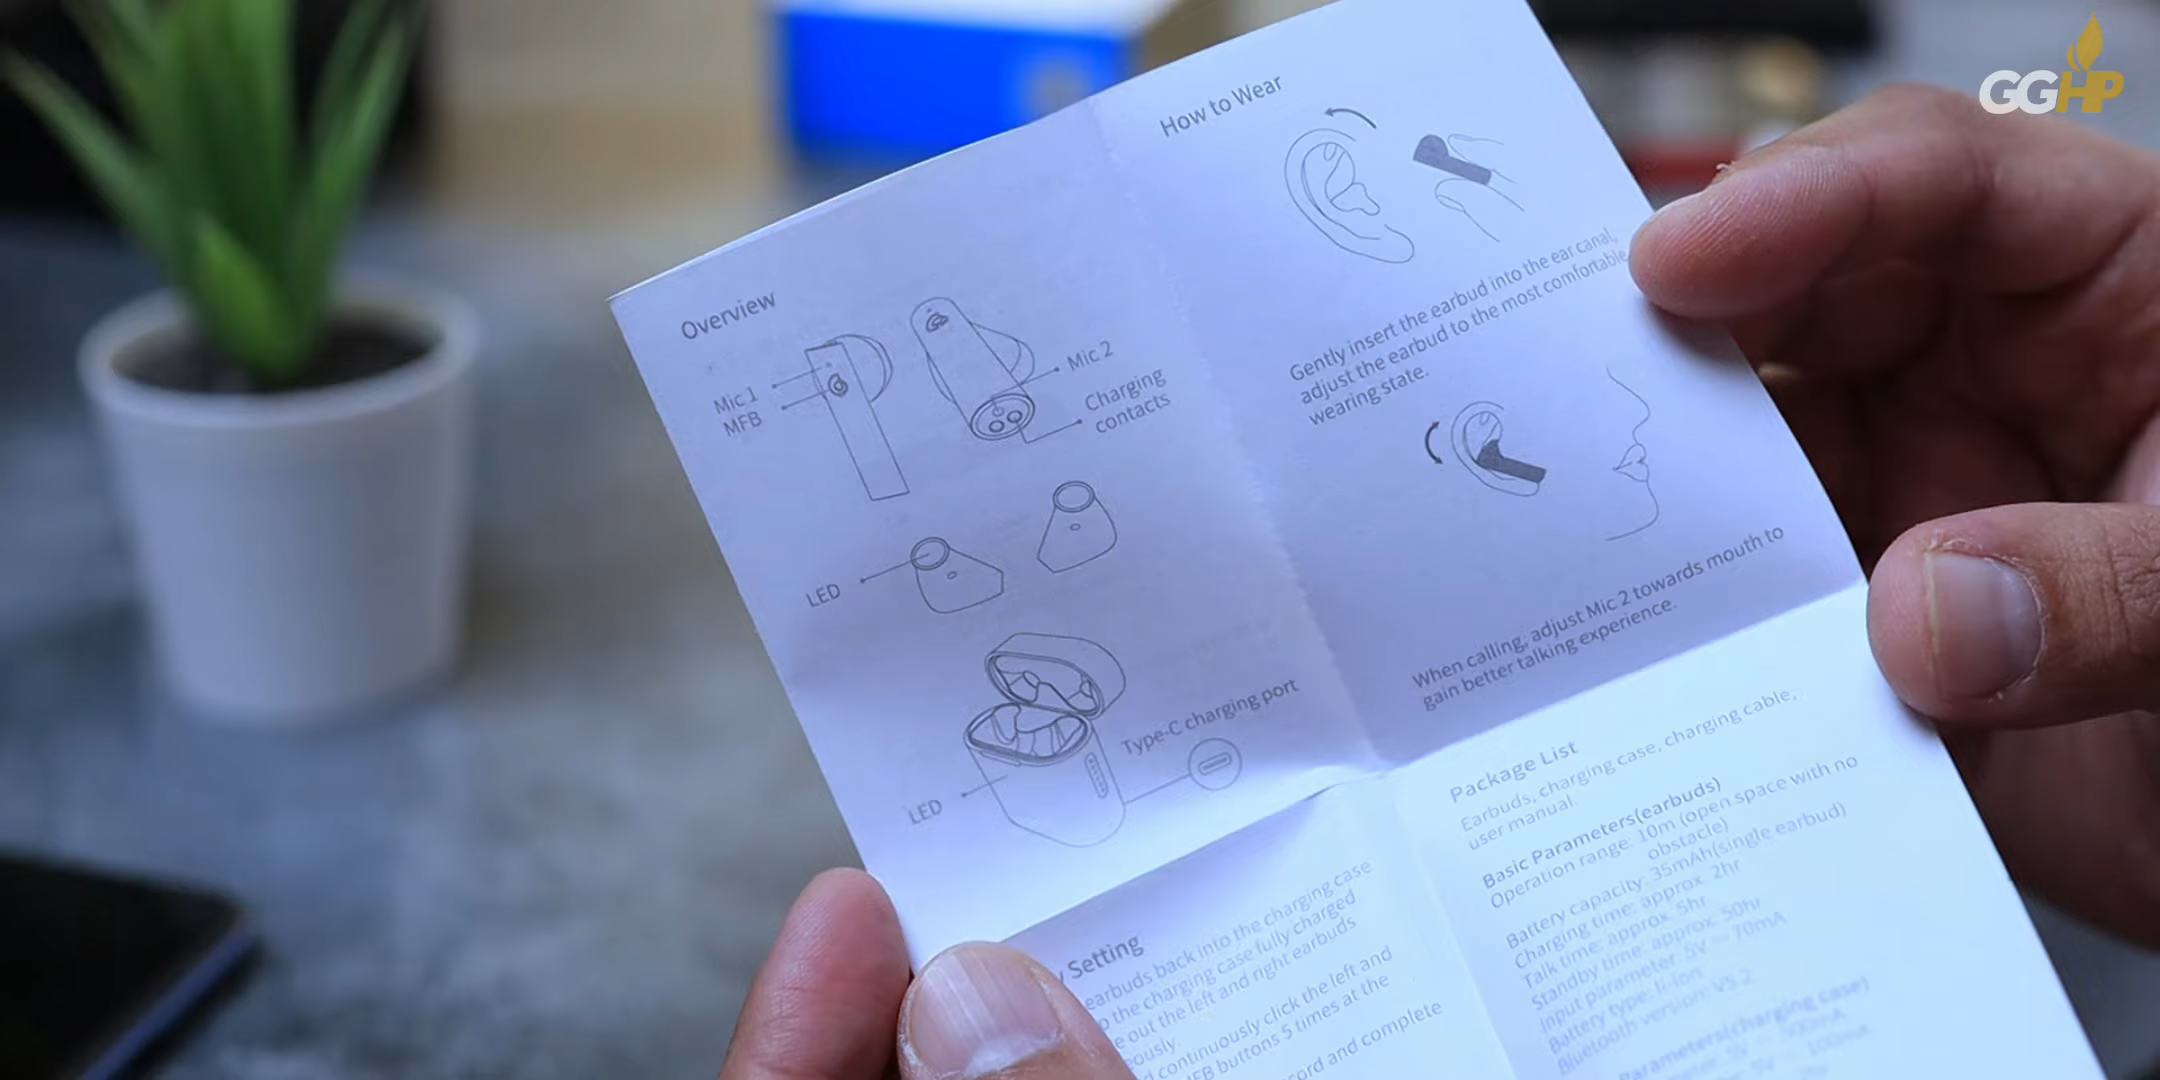 GGHP
Overview
Mic 1
MFB
Mic 2
Charging
contacts
LED
Type-C charging port
LED
How to Wear
Gently insert the earbud into the ear canal,
adjust the earbud to the most comfortable
wearing state.
When calling, adjust Mic 2 towards mouth to
gain better talking experience.
Setting
earbuds back into the charging case
the charging case fully charged
out the left and right earbuds
continuously click the left and
MFB buttons 5 times at the
and complete
Package List
Earbuds, charging case, charging cable,
user manual.
Basic Parameters(earbuds)
Operation range: 10m (open space with no
obstacle)
Battery capacity: 35mAh(single earbud)
Charging time: approx. 2hr
Talk time: approx. 5hr
Standby time: approx. 50hr
Input parameter: 5V ⎓ 70mA
Battery type: li-ion
Bluetooth version: V5.2
Parameters(charging case)